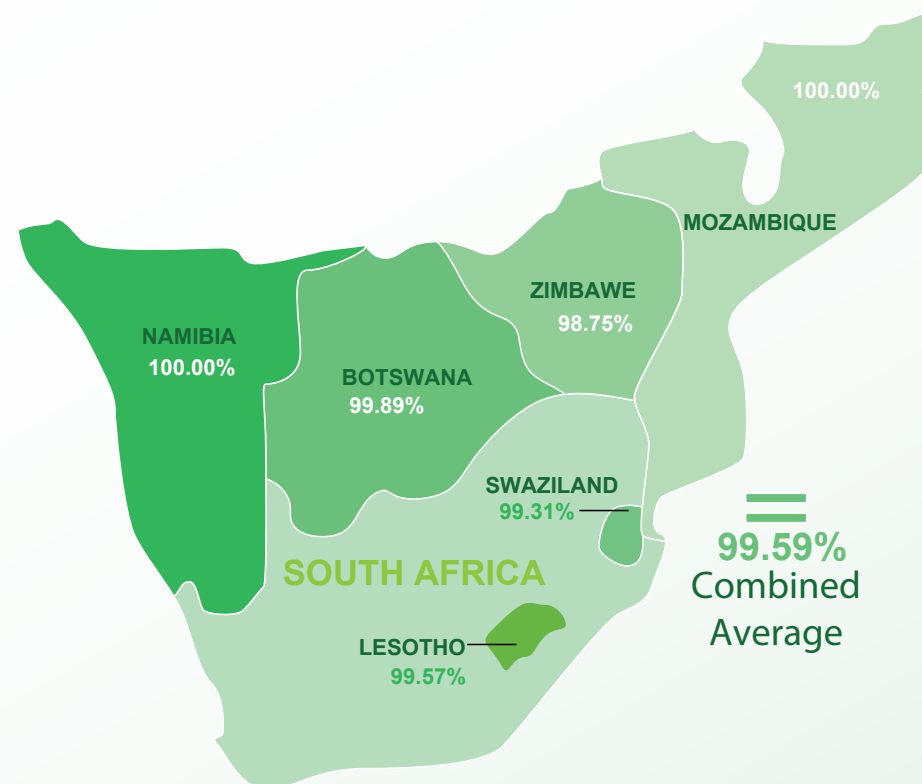 100.00%
MOZAMBIQUE
ZIMBAWE
98.75%
NAMIBIA
100.00%
BOTSWANA
99.89%
SWAZILAND
99.31%
SOUTH AFRICA
LESOTHO
99.57%
=
99.59%
Combined
Average